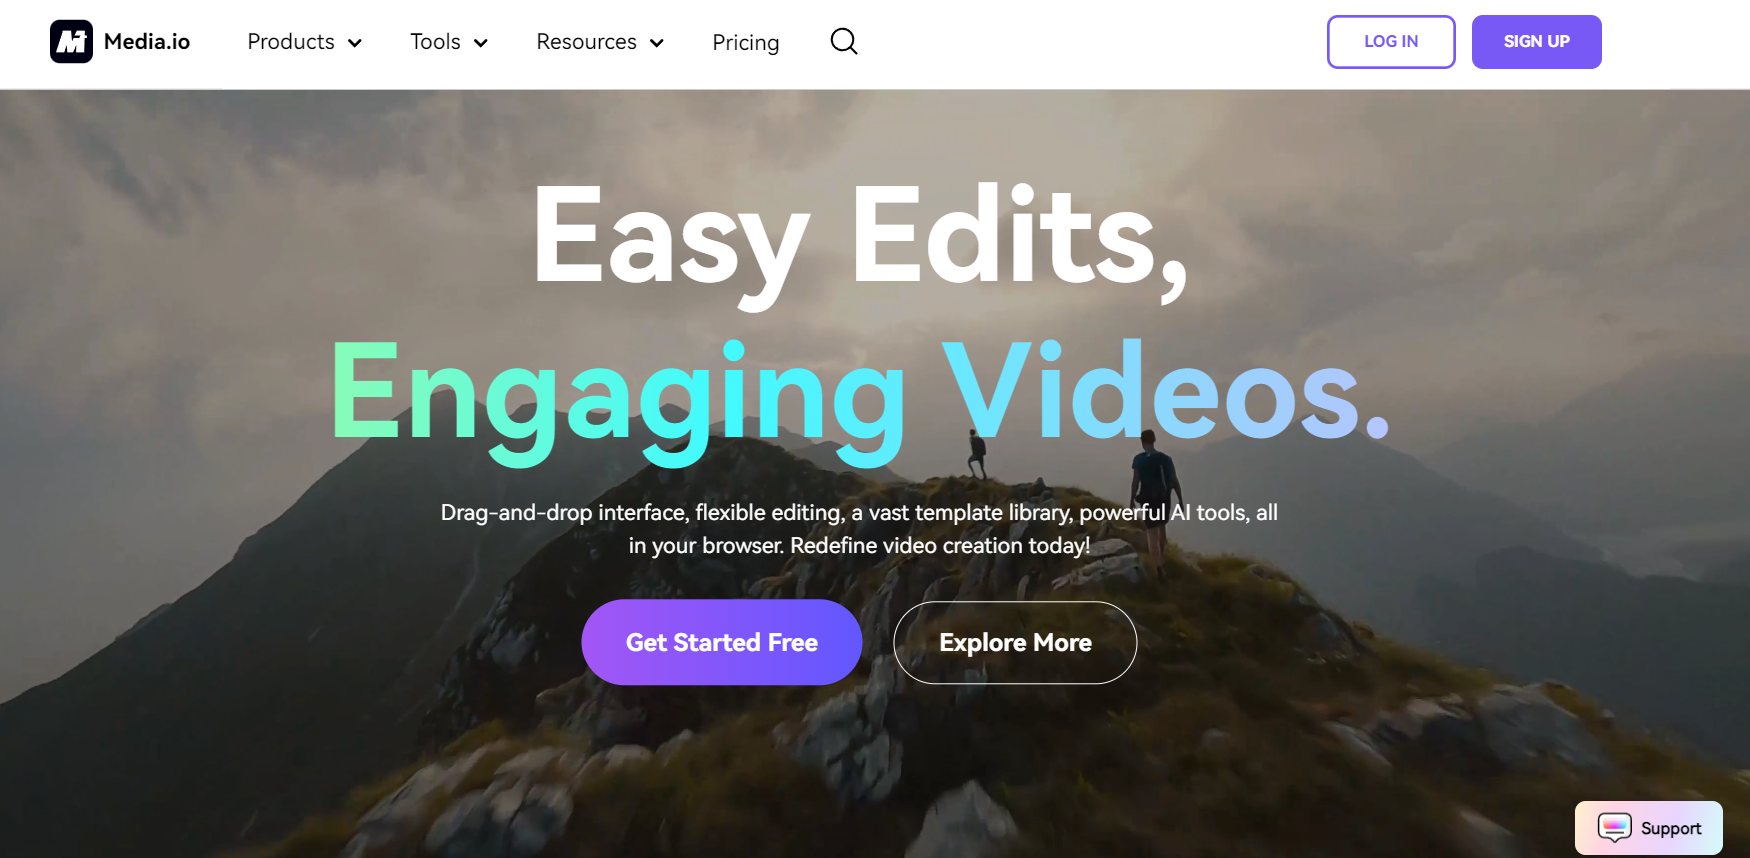 Media.io
Products
Tools
Resources
Pricing
LOG IN
SIGN UP
Easy Edits,
Engaging Videos.
Drag-and-drop interface, flexible editing, a vast template library, powerful AI tools, all
in your browser. Redefine video creation today!
Get Started Free
Explore More
Support